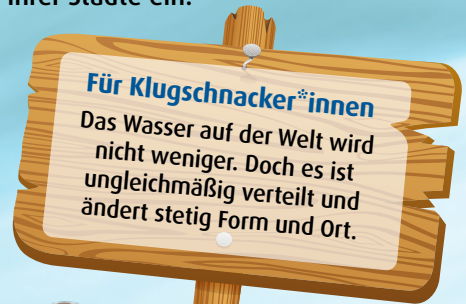 ihrer Städte ein.
Für Klugschnacker*innen
Das Wasser auf der Welt wird
nicht weniger. Doch es ist
ungleichmäßig verteilt und
ändert stetig Form und Ort.